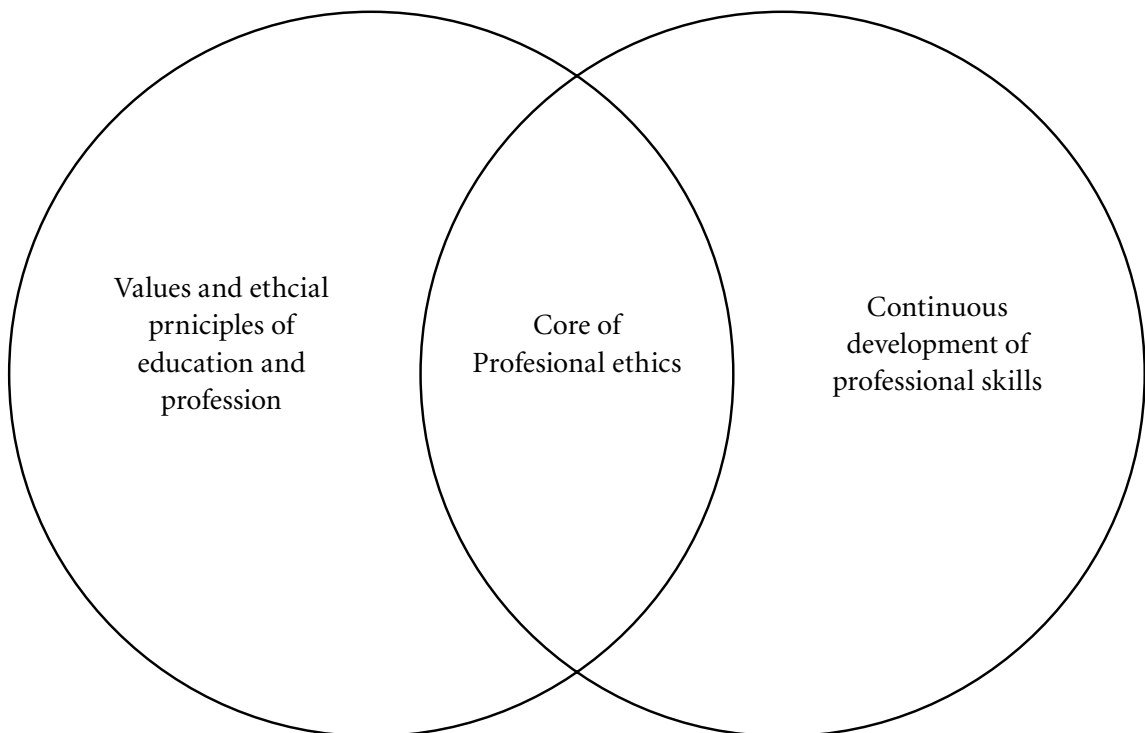 Values and ethcial
prniciples of
education and
profession
Core of
Profesional ethics
Continuous
development of
professional skills